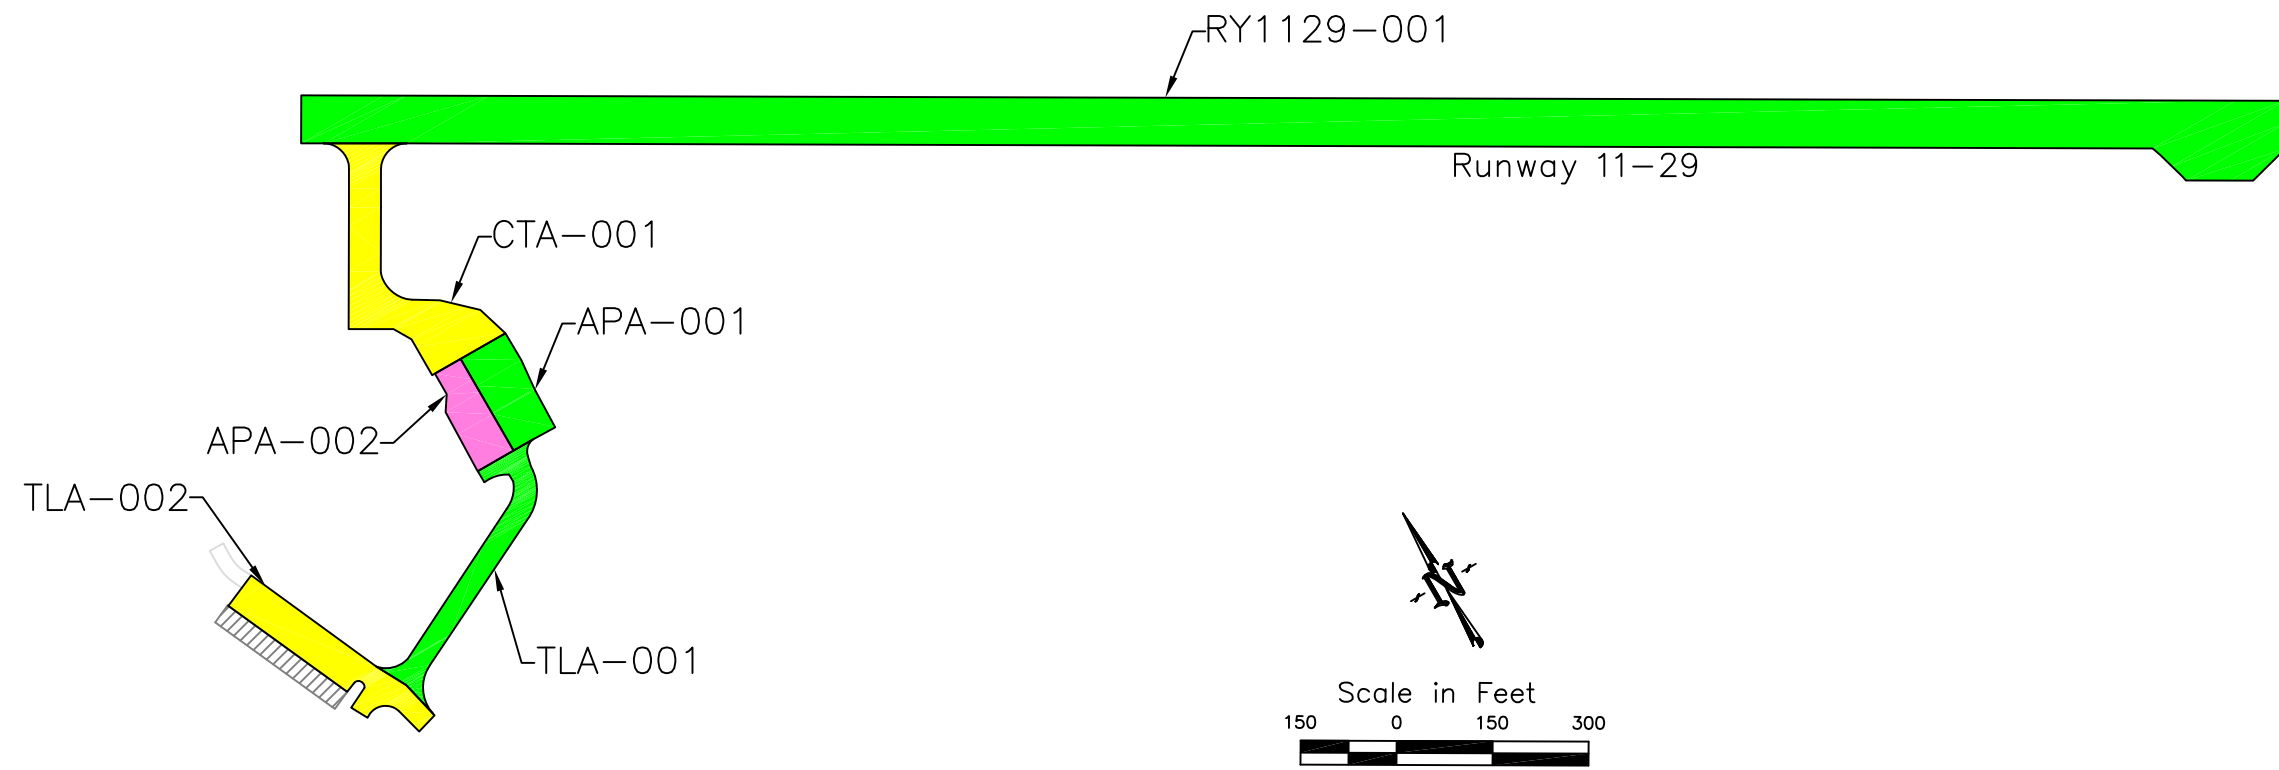 RY1129-001
Runway 11-29
CTA-001
APA-001
APA-002
TLA-002
N
TLA-001
Scale in Feet
150 0 150 300